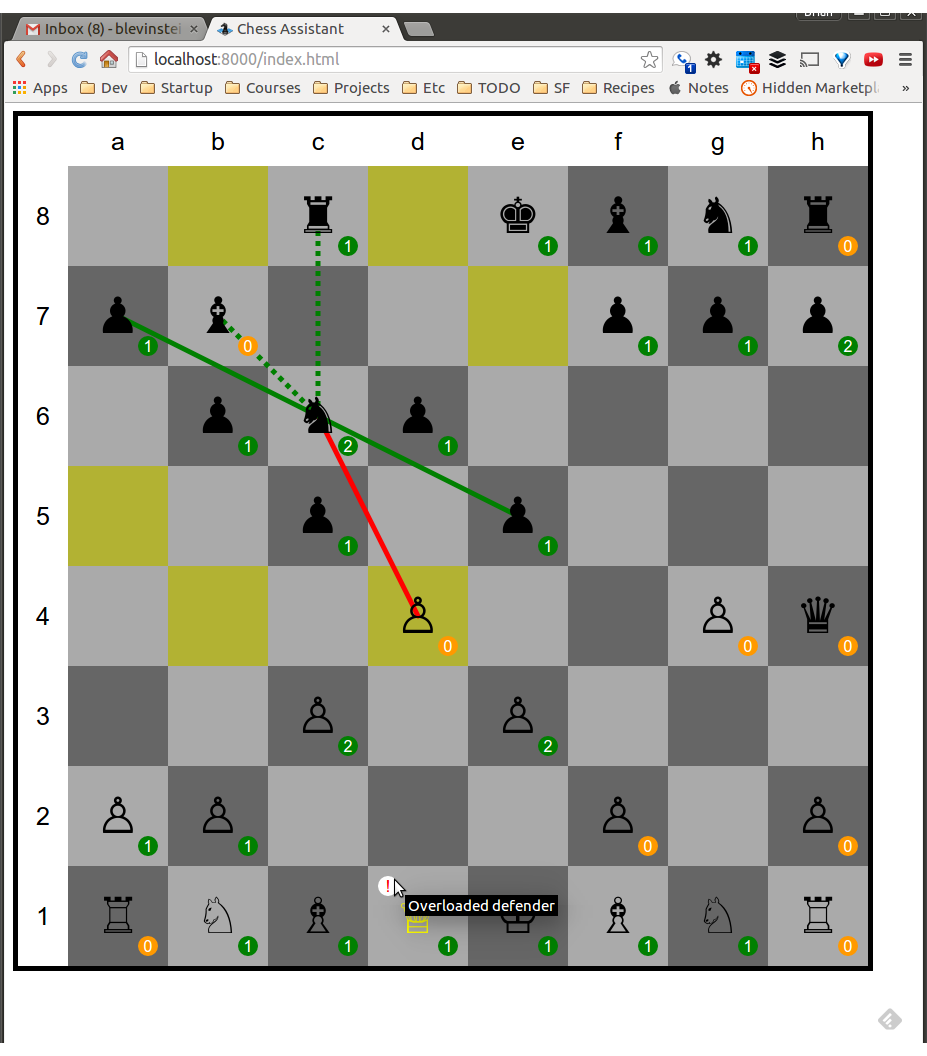 Brian
Inbox (8) - blevinstei × Chess Assistant ×
localhost:8000/index.html 1
Apps Dev Startup Courses Projects Etc TODO SF Recipes Notes Hidden Marketpl »
a b c d e f g h
8 1 1 1 1 0
7 1 0 1 1 2
6 1 2 1
5 1 1
4 0 0 0
3 2 2
2 1 1 0 0
!
Overloaded defender
1 0 1 1 1 1 1 1 0